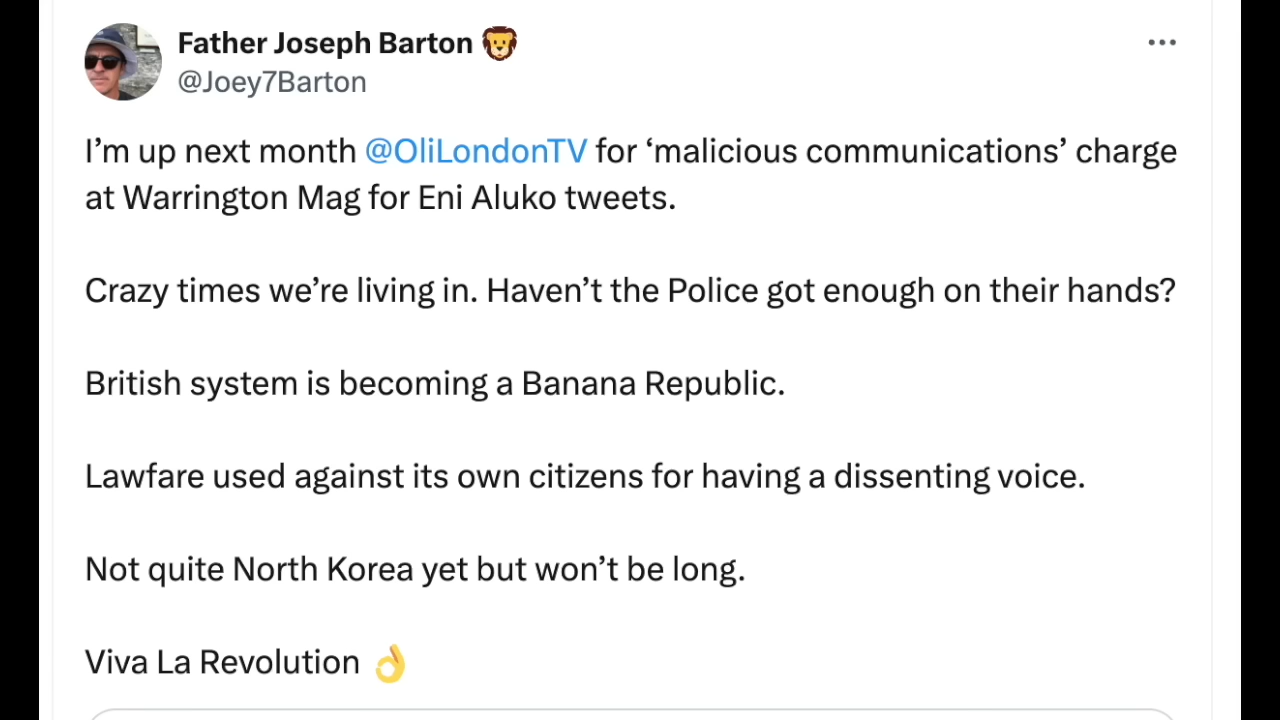 Father Joseph Barton 🦁
@Joey7Barton
I’m up next month @OliLondonTV for ‘malicious communications’ charge
at Warrington Mag for Eni Aluko tweets.
Crazy times we’re living in. Haven’t the Police got enough on their hands?
British system is becoming a Banana Republic.
Lawfare used against its own citizens for having a dissenting voice.
Not quite North Korea yet but won’t be long.
Viva La Revolution 👌